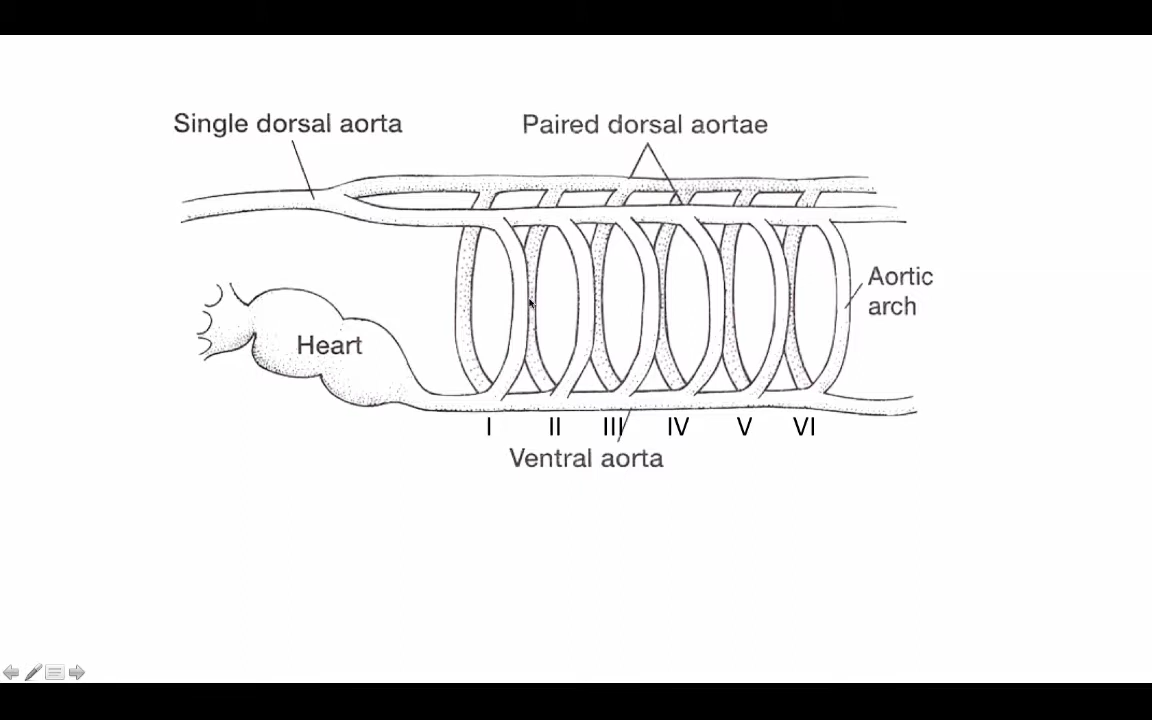 Single dorsal aorta
Paired dorsal aortae
Aortic
arch
Heart
I II III IV V VI
Ventral aorta